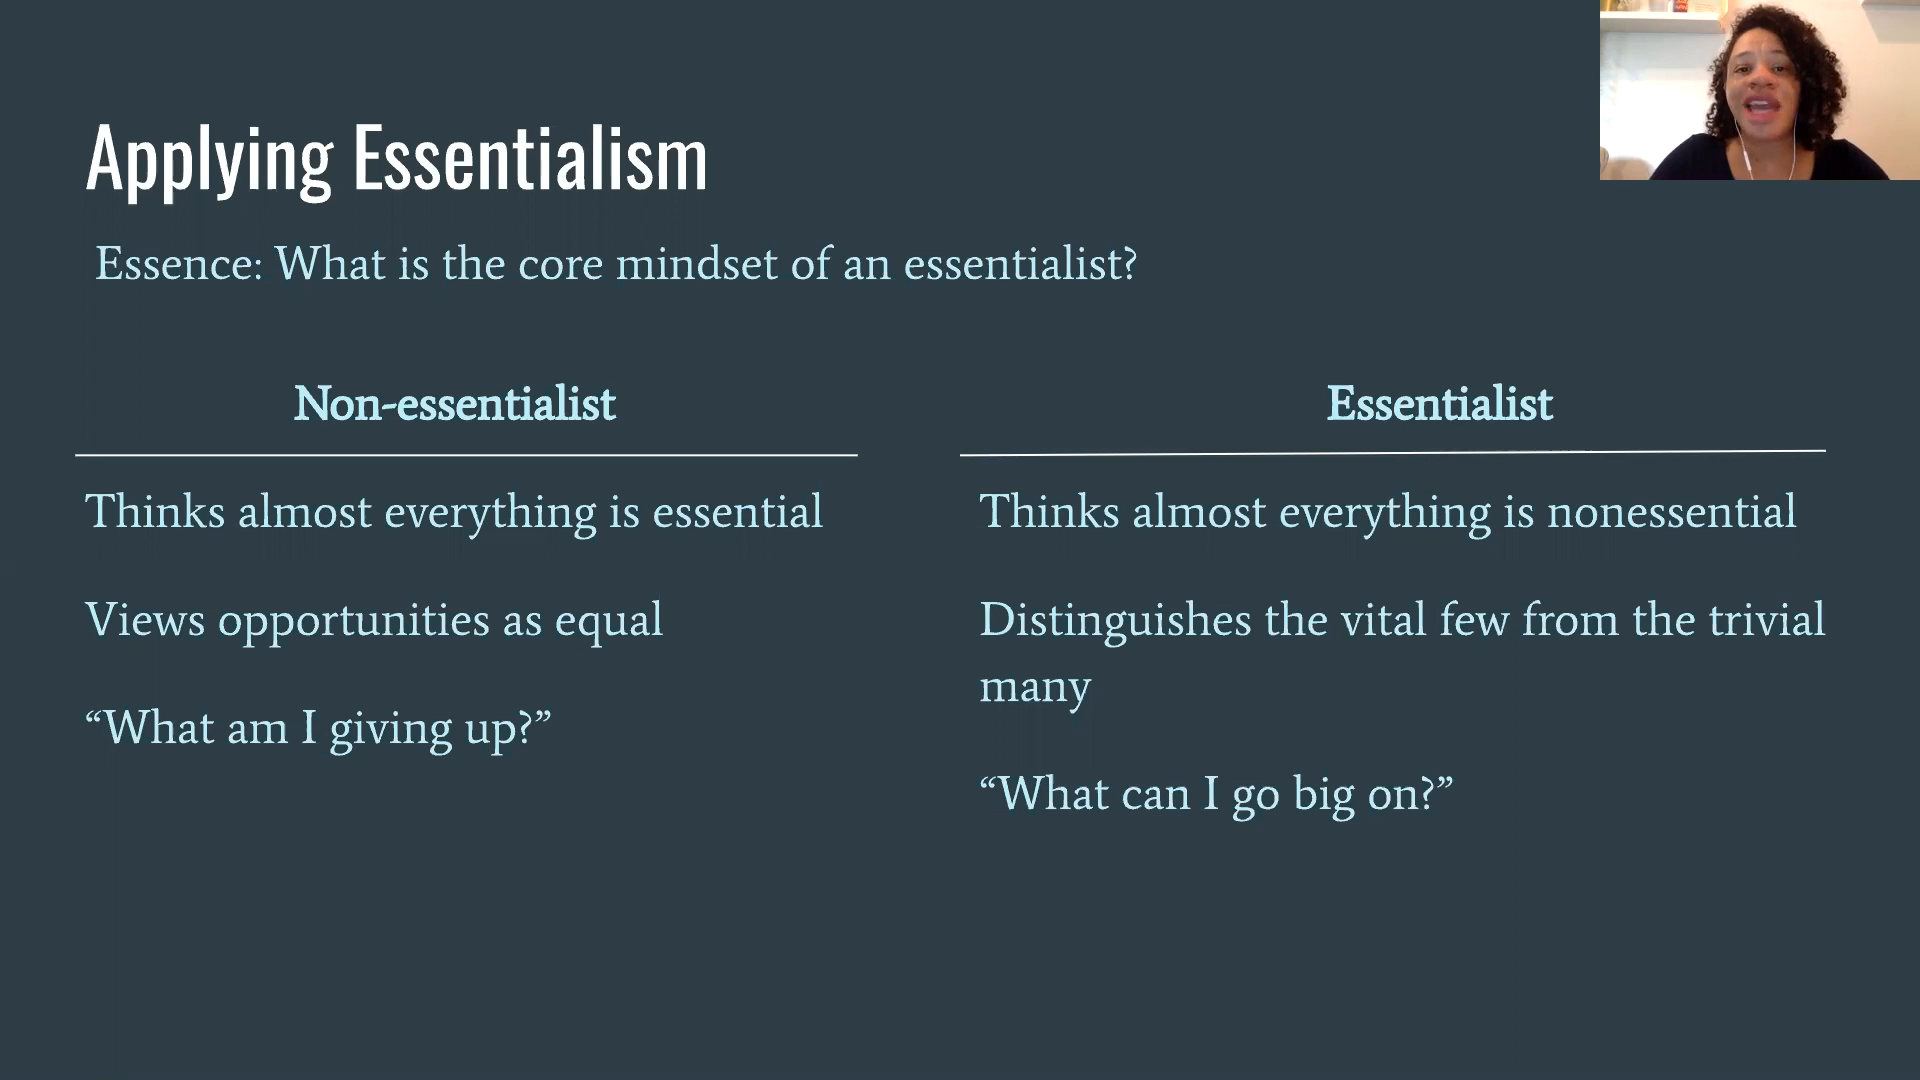 Applying Essentialism
Essence: What is the core mindset of an essentialist?
Non-essentialist
Thinks almost everything is essential
Views opportunities as equal
“What am I giving up?”
Essentialist
Thinks almost everything is nonessential
Distinguishes the vital few from the trivial
many
“What can I go big on?”